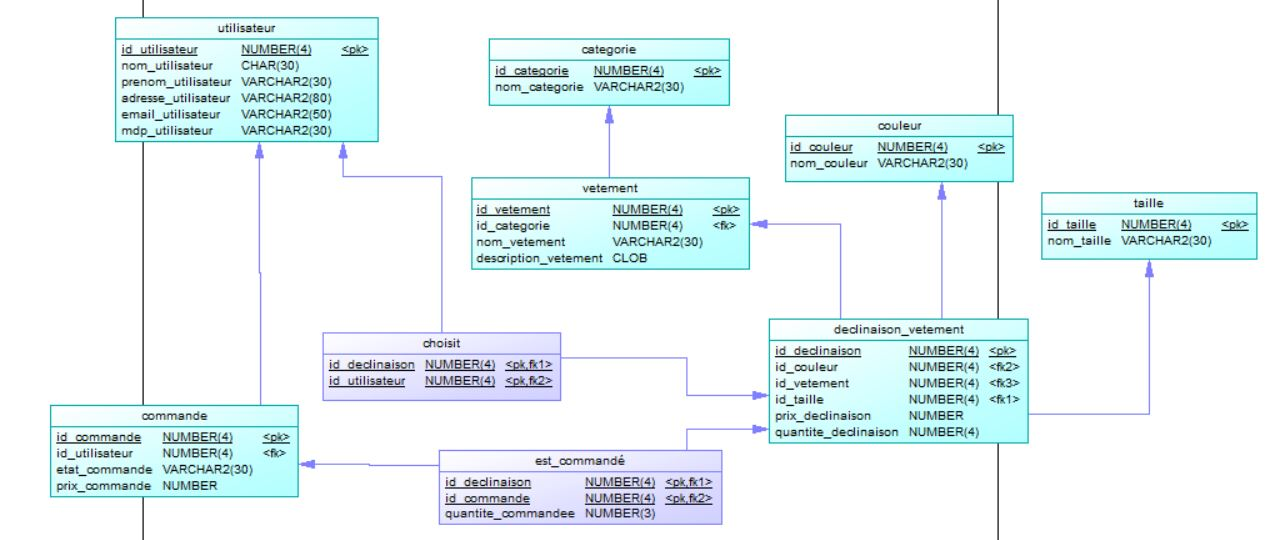 utilisateur
id_utilisateur NUMBER(4) <pk>
nom_utilisateur CHAR(30)
prenom_utilisateur VARCHAR2(30)
adresse_utilisateur VARCHAR2(80)
email_utilisateur VARCHAR2(50)
mdp_utilisateur VARCHAR2(30)
categorie
id_categorie NUMBER(4) <pk>
nom_categorie VARCHAR2(30)
couleur
id_couleur NUMBER(4) <pk>
nom_couleur VARCHAR2(30)
vetement
id_vetement NUMBER(4) <pk>
id_categorie NUMBER(4) <fk>
nom_vetement VARCHAR2(30)
description_vetement CLOB
taille
id_taille NUMBER(4) <pk>
nom_taille VARCHAR2(30)
choisit
id_declinaison NUMBER(4) <pk,fk1>
id_utilisateur NUMBER(4) <pk,fk2>
declinaison_vetement
id_declinaison NUMBER(4) <pk>
id_couleur NUMBER(4) <fk2>
id_vetement NUMBER(4) <fk3>
id_taille NUMBER(4) <fk1>
prix_declinaison NUMBER
quantite_declinaison NUMBER(4)
commande
id_commande NUMBER(4) <pk>
id_utilisateur NUMBER(4) <fk>
etat_commande VARCHAR2(30)
prix_commande NUMBER
est_commandé
id_declinaison NUMBER(4) <pk,fk1>
id_commande NUMBER(4) <pk,fk2>
quantite_commandee NUMBER(3)